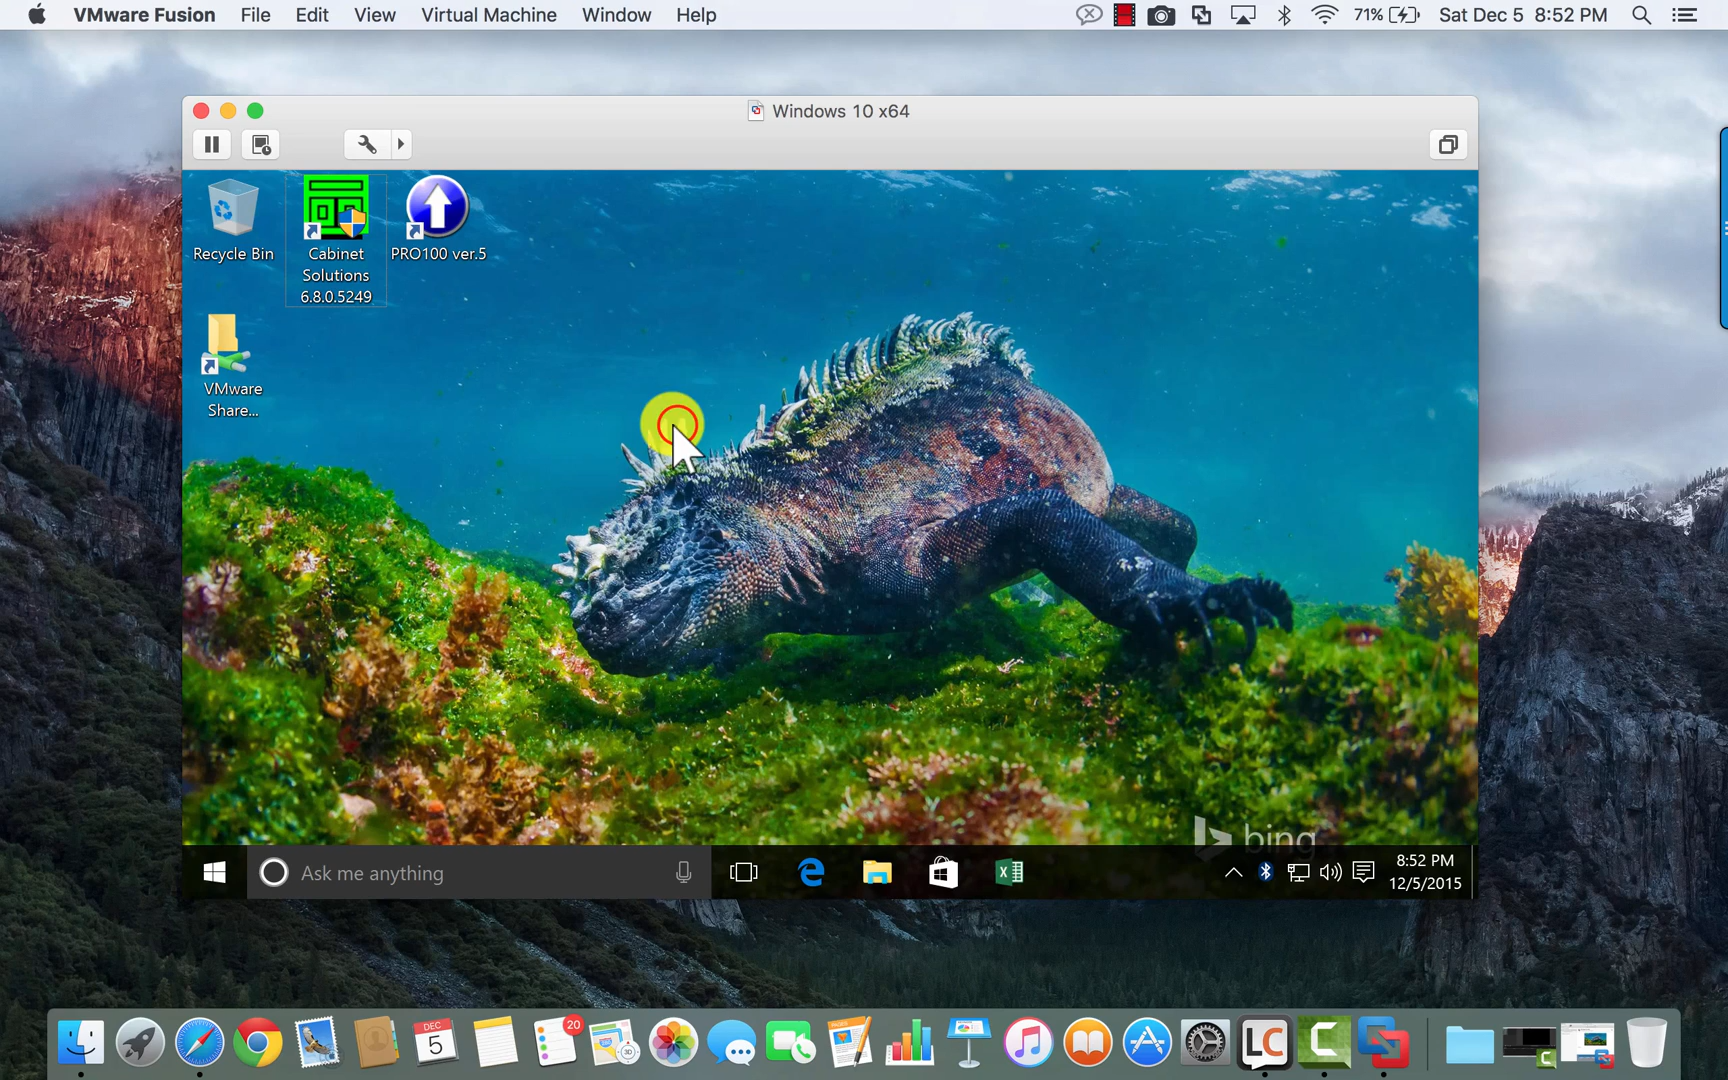 VMware Fusion File Edit View Virtual Machine Window Help 71% Sat Dec 5 8:52 PM
Windows 10 x64
Recycle Bin
Cabinet
Solutions
6.8.0.5249
PRO100 ver.5
VMware
Share...
bing
Ask me anything
8:52 PM
12/5/2015
DEC
5
20
PAGES
3D
LC